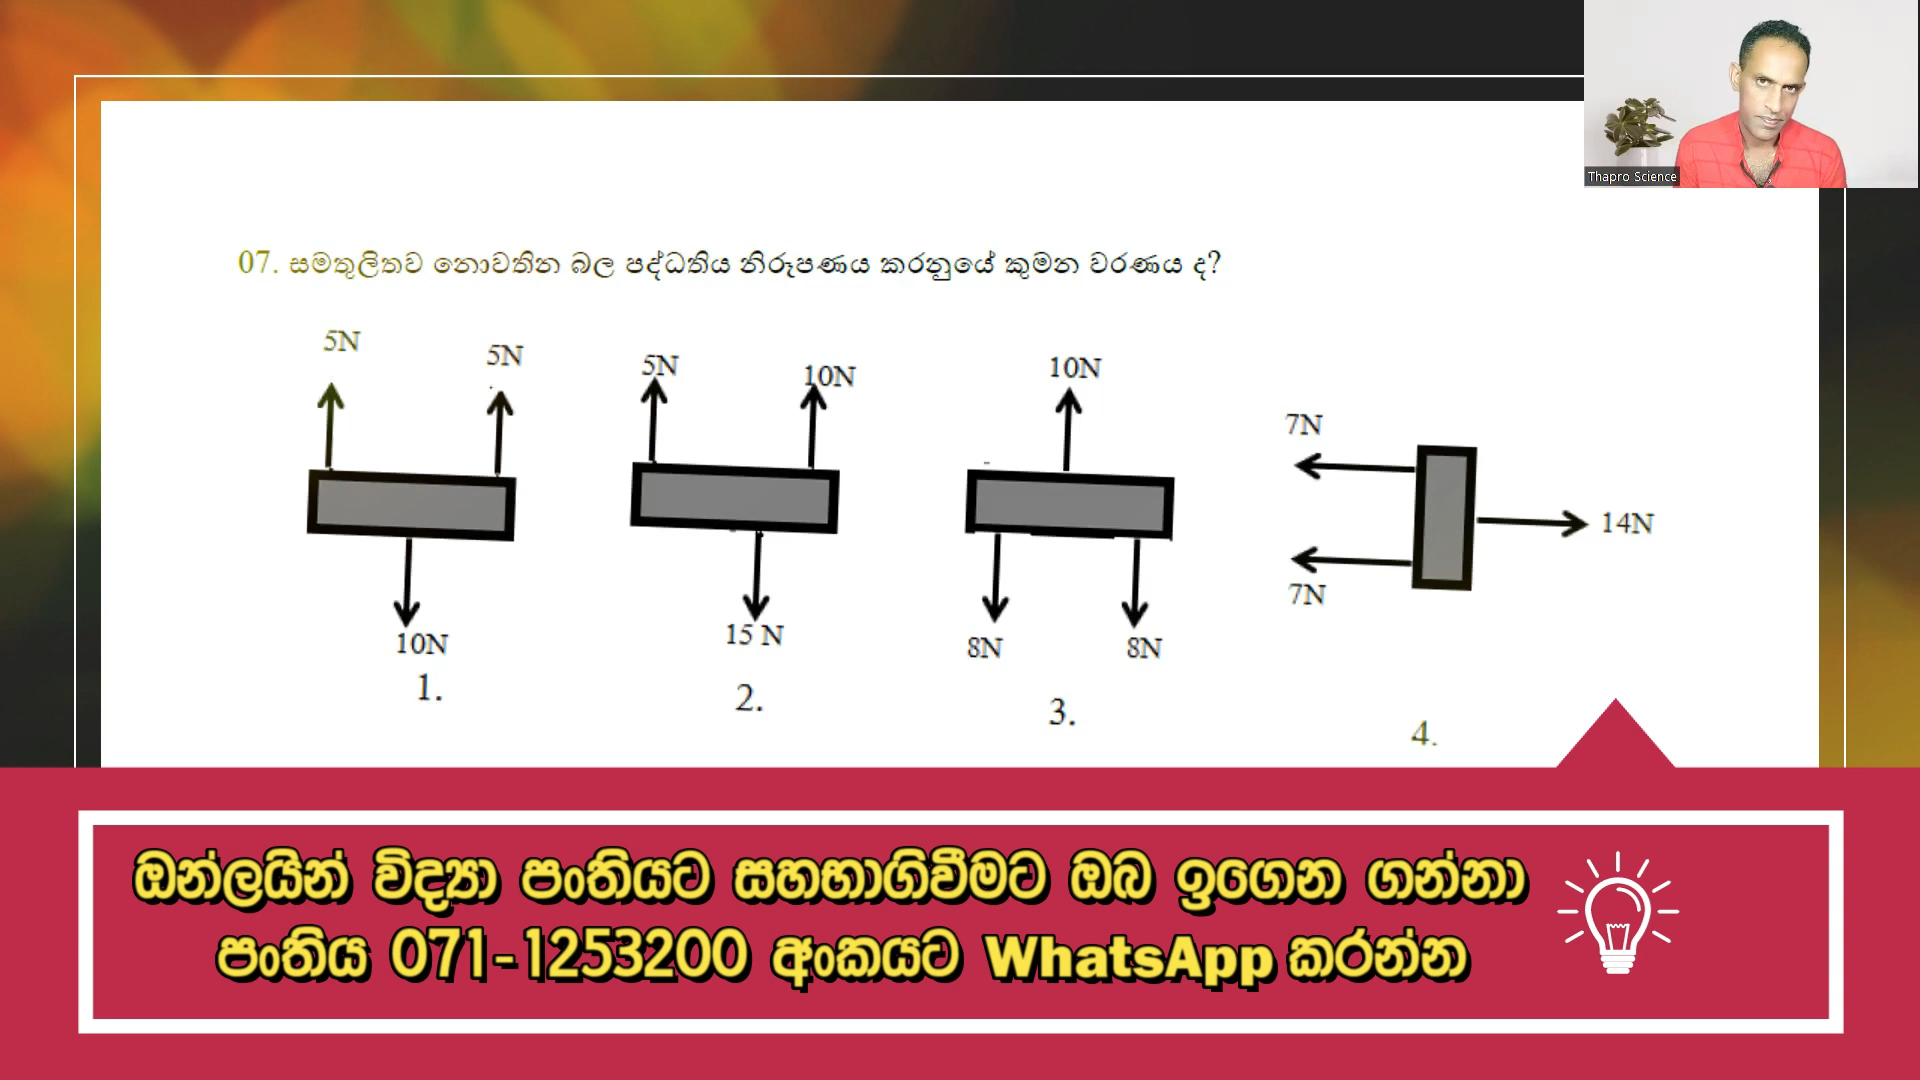 Thapro Science
07. සමතුලිතව නොවතින බල පද්ධතිය නිරූපණය කරනුයේ කුමන වරණය ද?
5N
5N
10N
1.
5N
10N
15 N
2.
10N
8N
8N
3.
7N
14N
7N
4.
ඔන්ලයින් විද්‍යා පංතියට සහභාගිවීමට ඔබ ඉගෙන ගන්නා
පංතිය 071-1253200 අංකයට WhatsApp කරන්න